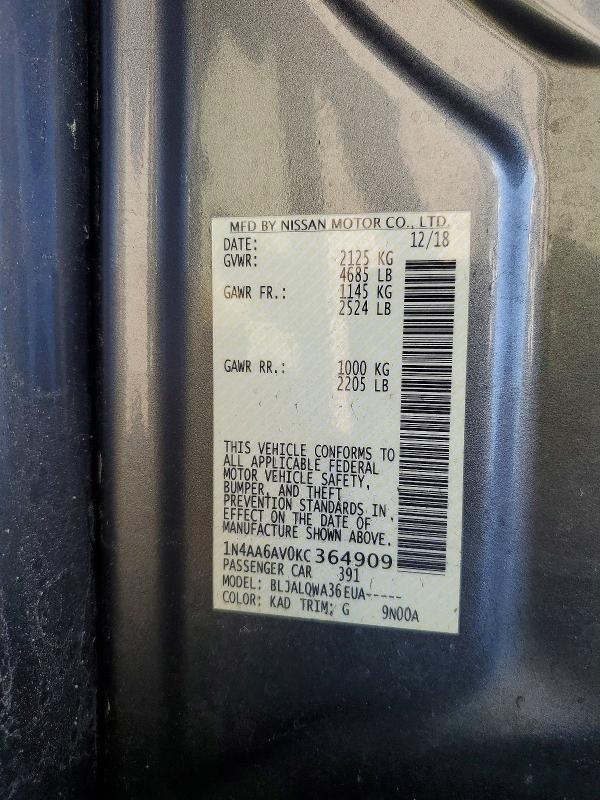 MFD BY NISSAN MOTOR CO., LTD.
DATE: 12/18
GVWR: 2125 KG
4685 LB
GAWR FR.: 1145 KG
2524 LB
GAWR RR.: 1000 KG
2205 LB
THIS VEHICLE CONFORMS TO
ALL APPLICABLE FEDERAL
MOTOR VEHICLE SAFETY,
BUMPER, AND THEFT
PREVENTION STANDARDS IN
EFFECT ON THE DATE OF
MANUFACTURE SHOWN ABOVE.
1N4AA6AV0KC364909
PASSENGER CAR 391
MODEL: BLJALQWA36EUA-----
COLOR: KAD TRIM: G 9N00A